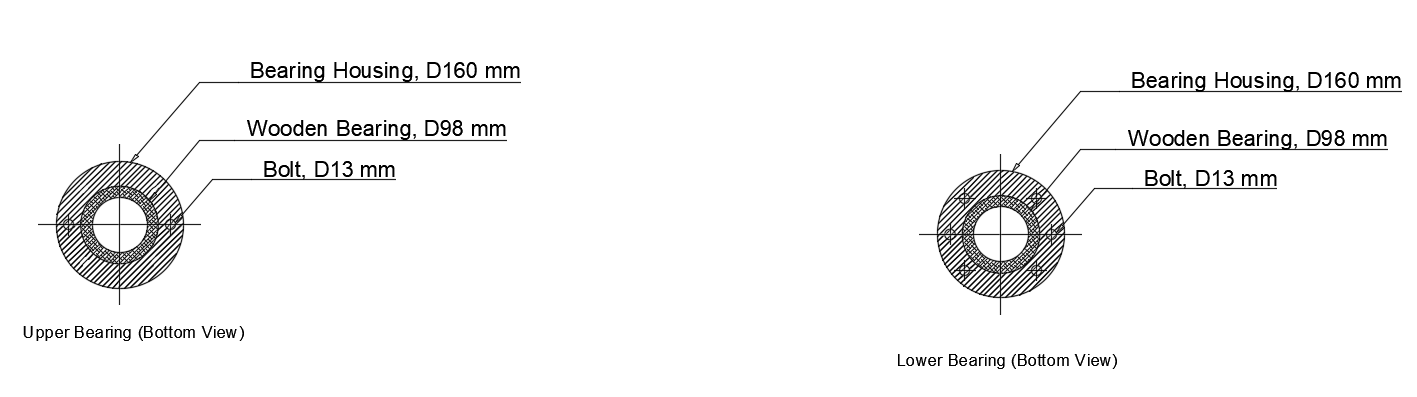 Bearing Housing, D160 mm
Wooden Bearing, D98 mm
Bolt, D13 mm
Upper Bearing (Bottom View)
Bearing Housing, D160 mm
Wooden Bearing, D98 mm
Bolt, D13 mm
Lower Bearing (Bottom View)